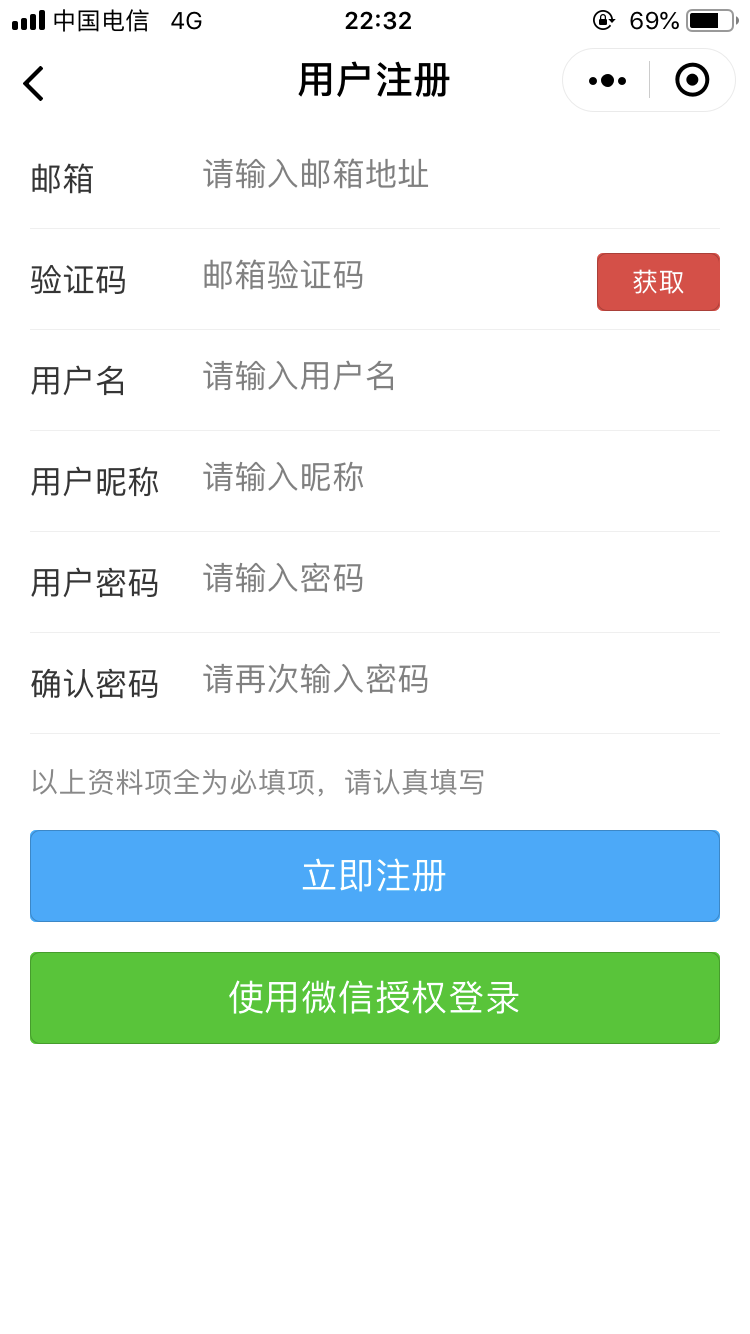 中国电信 4G 22:32 69%
用户注册
邮箱 请输入邮箱地址
验证码 邮箱验证码 获取
用户名 请输入用户名
用户昵称 请输入昵称
用户密码 请输入密码
确认密码 请再次输入密码
以上资料项全为必填项，请认真填写
立即注册
使用微信授权登录